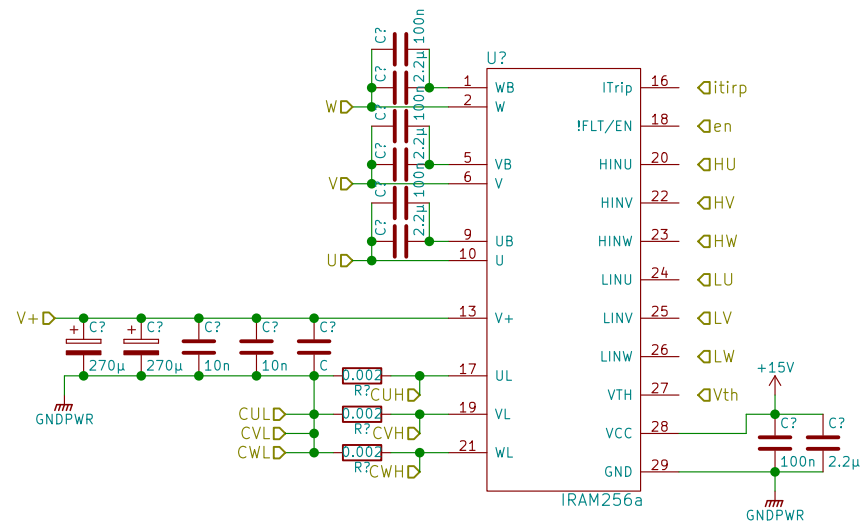 C? 100n
C? 2.2µ
U?
1 WB
W 2 W
ITrip 16 itirp
C? 100n
!FLT/EN 18 en
C? 2.2µ
5 VB
HINU 20 HU
V 6 V
C? 100n
HINV 22 HV
C? 2.2µ
9 UB
HINW 23 HW
U 10 U
LINU 24 LU
V+ 13 V+
LINV 25 LV
+ C? + C? C? C? C?
270µ 270µ 10n 10n C
LINW 26 LW
0.002 17 UL
R? CUH
+15V
VTH 27 Vth
GNDPWR
CUL 0.002 19 VL
CVL R? CVH
VCC 28
C? C?
CWL 0.002 21 WL
R? CWH
GND 29
100n 2.2µ
IRAM256a
GNDPWR